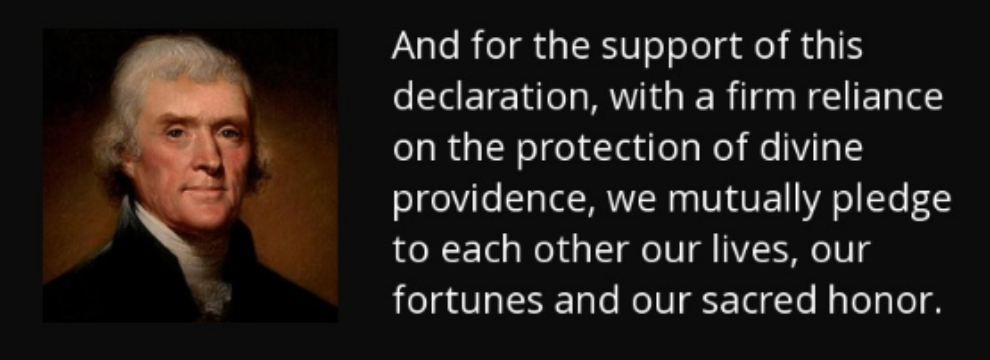 And for the support of this
declaration, with a firm reliance
on the protection of divine
providence, we mutually pledge
to each other our lives, our
fortunes and our sacred honor.